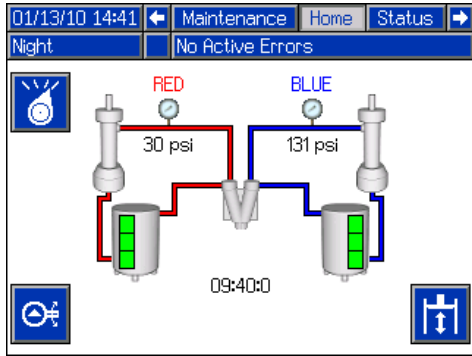 01/13/10 14:41 Maintenance Home Status
Night No Active Errors
RED BLUE
30 psi 131 psi
09:40:0